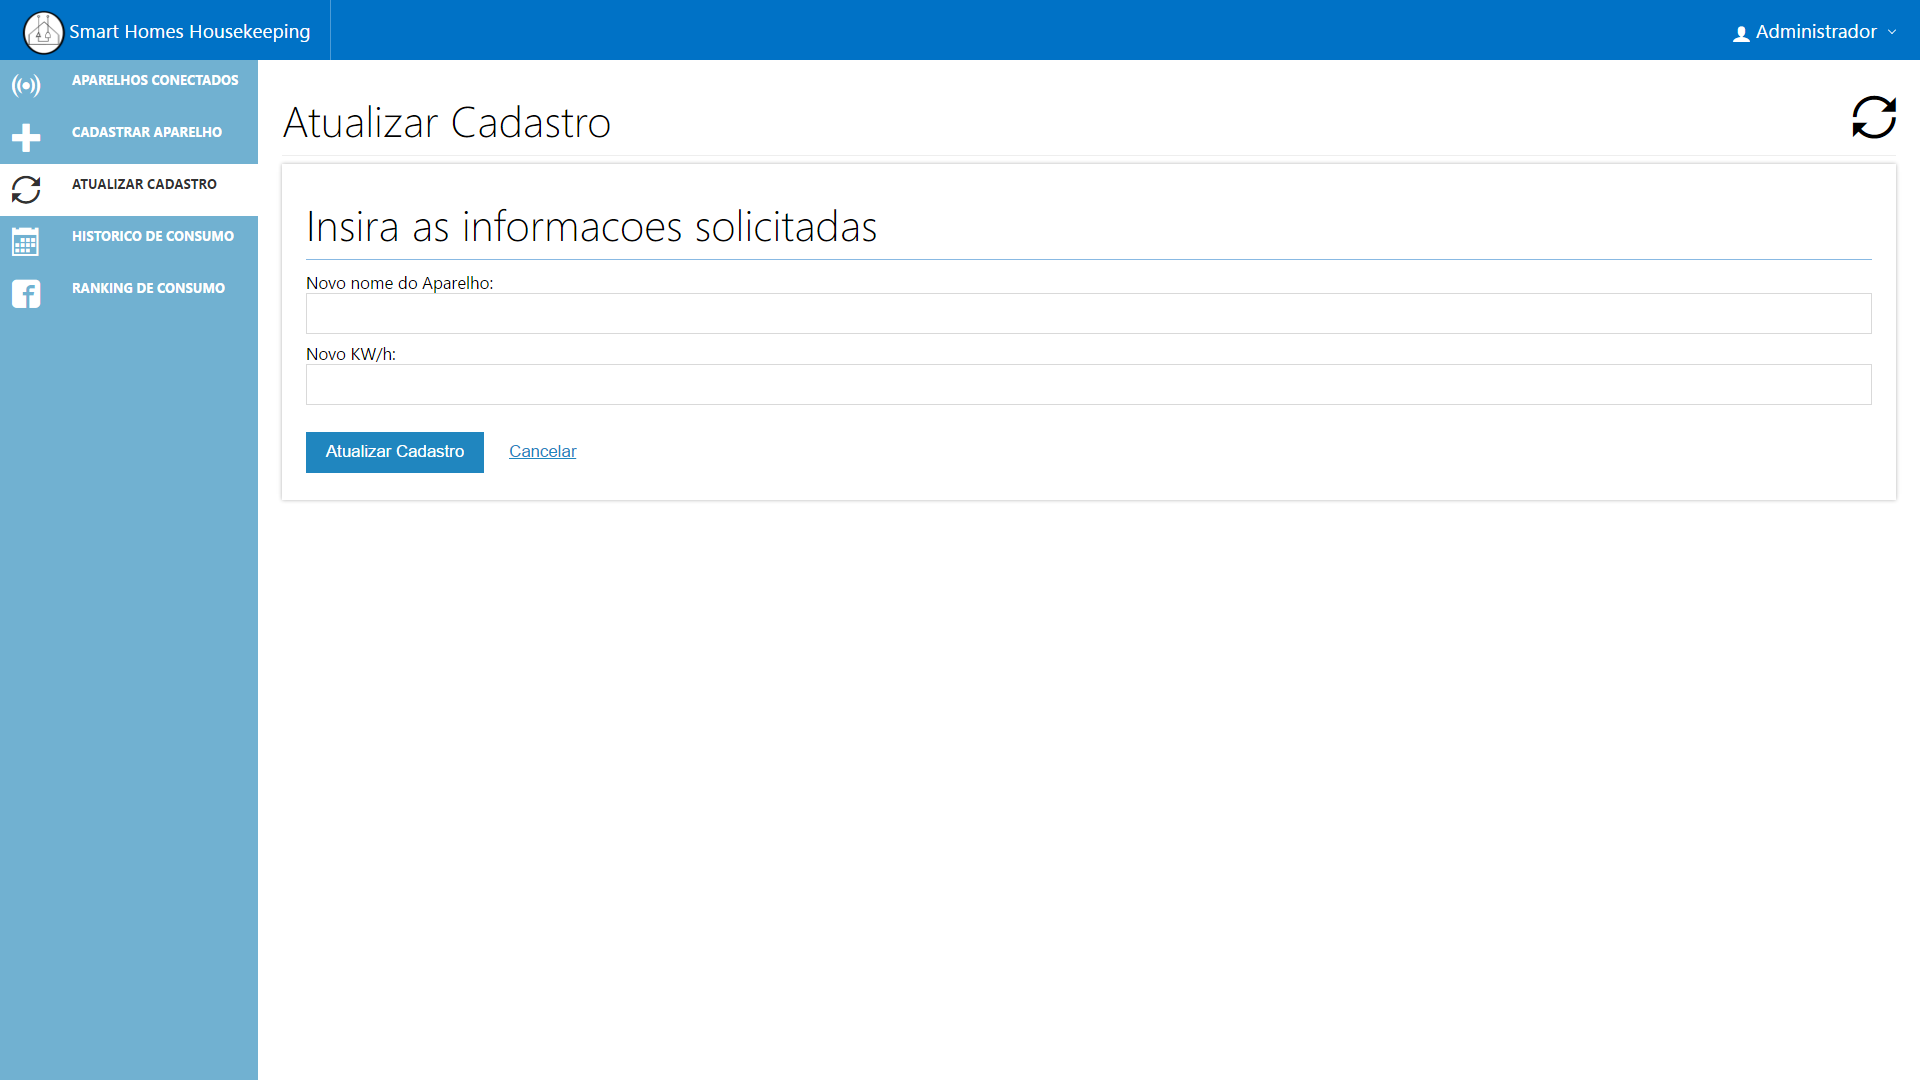 Smart Homes Housekeeping
Administrador
APARELHOS CONECTADOS
CADASTRAR APARELHO
ATUALIZAR CADASTRO
HISTORICO DE CONSUMO
RANKING DE CONSUMO
Atualizar Cadastro
Insira as informacoes solicitadas
Novo nome do Aparelho:
Novo KW/h:
Atualizar Cadastro Cancelar